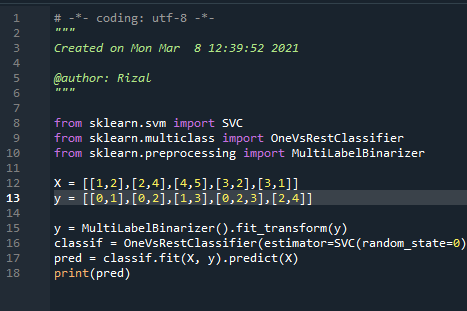 1 # -*- coding: utf-8 -*-
2 """
3 Created on Mon Mar  8 12:39:52 2021
4
5 @author: Rizal
6 """
7
8 from sklearn.svm import SVC
9 from sklearn.multiclass import OneVsRestClassifier
10 from sklearn.preprocessing import MultiLabelBinarizer
11
12 X = [[1,2],[2,4],[4,5],[3,2],[3,1]]
13 y = [[0,1],[0,2],[1,3],[0,2,3],[2,4]]
14
15 y = MultiLabelBinarizer().fit_transform(y)
16 classif = OneVsRestClassifier(estimator=SVC(random_state=0)
17 pred = classif.fit(X, y).predict(X)
18 print(pred)